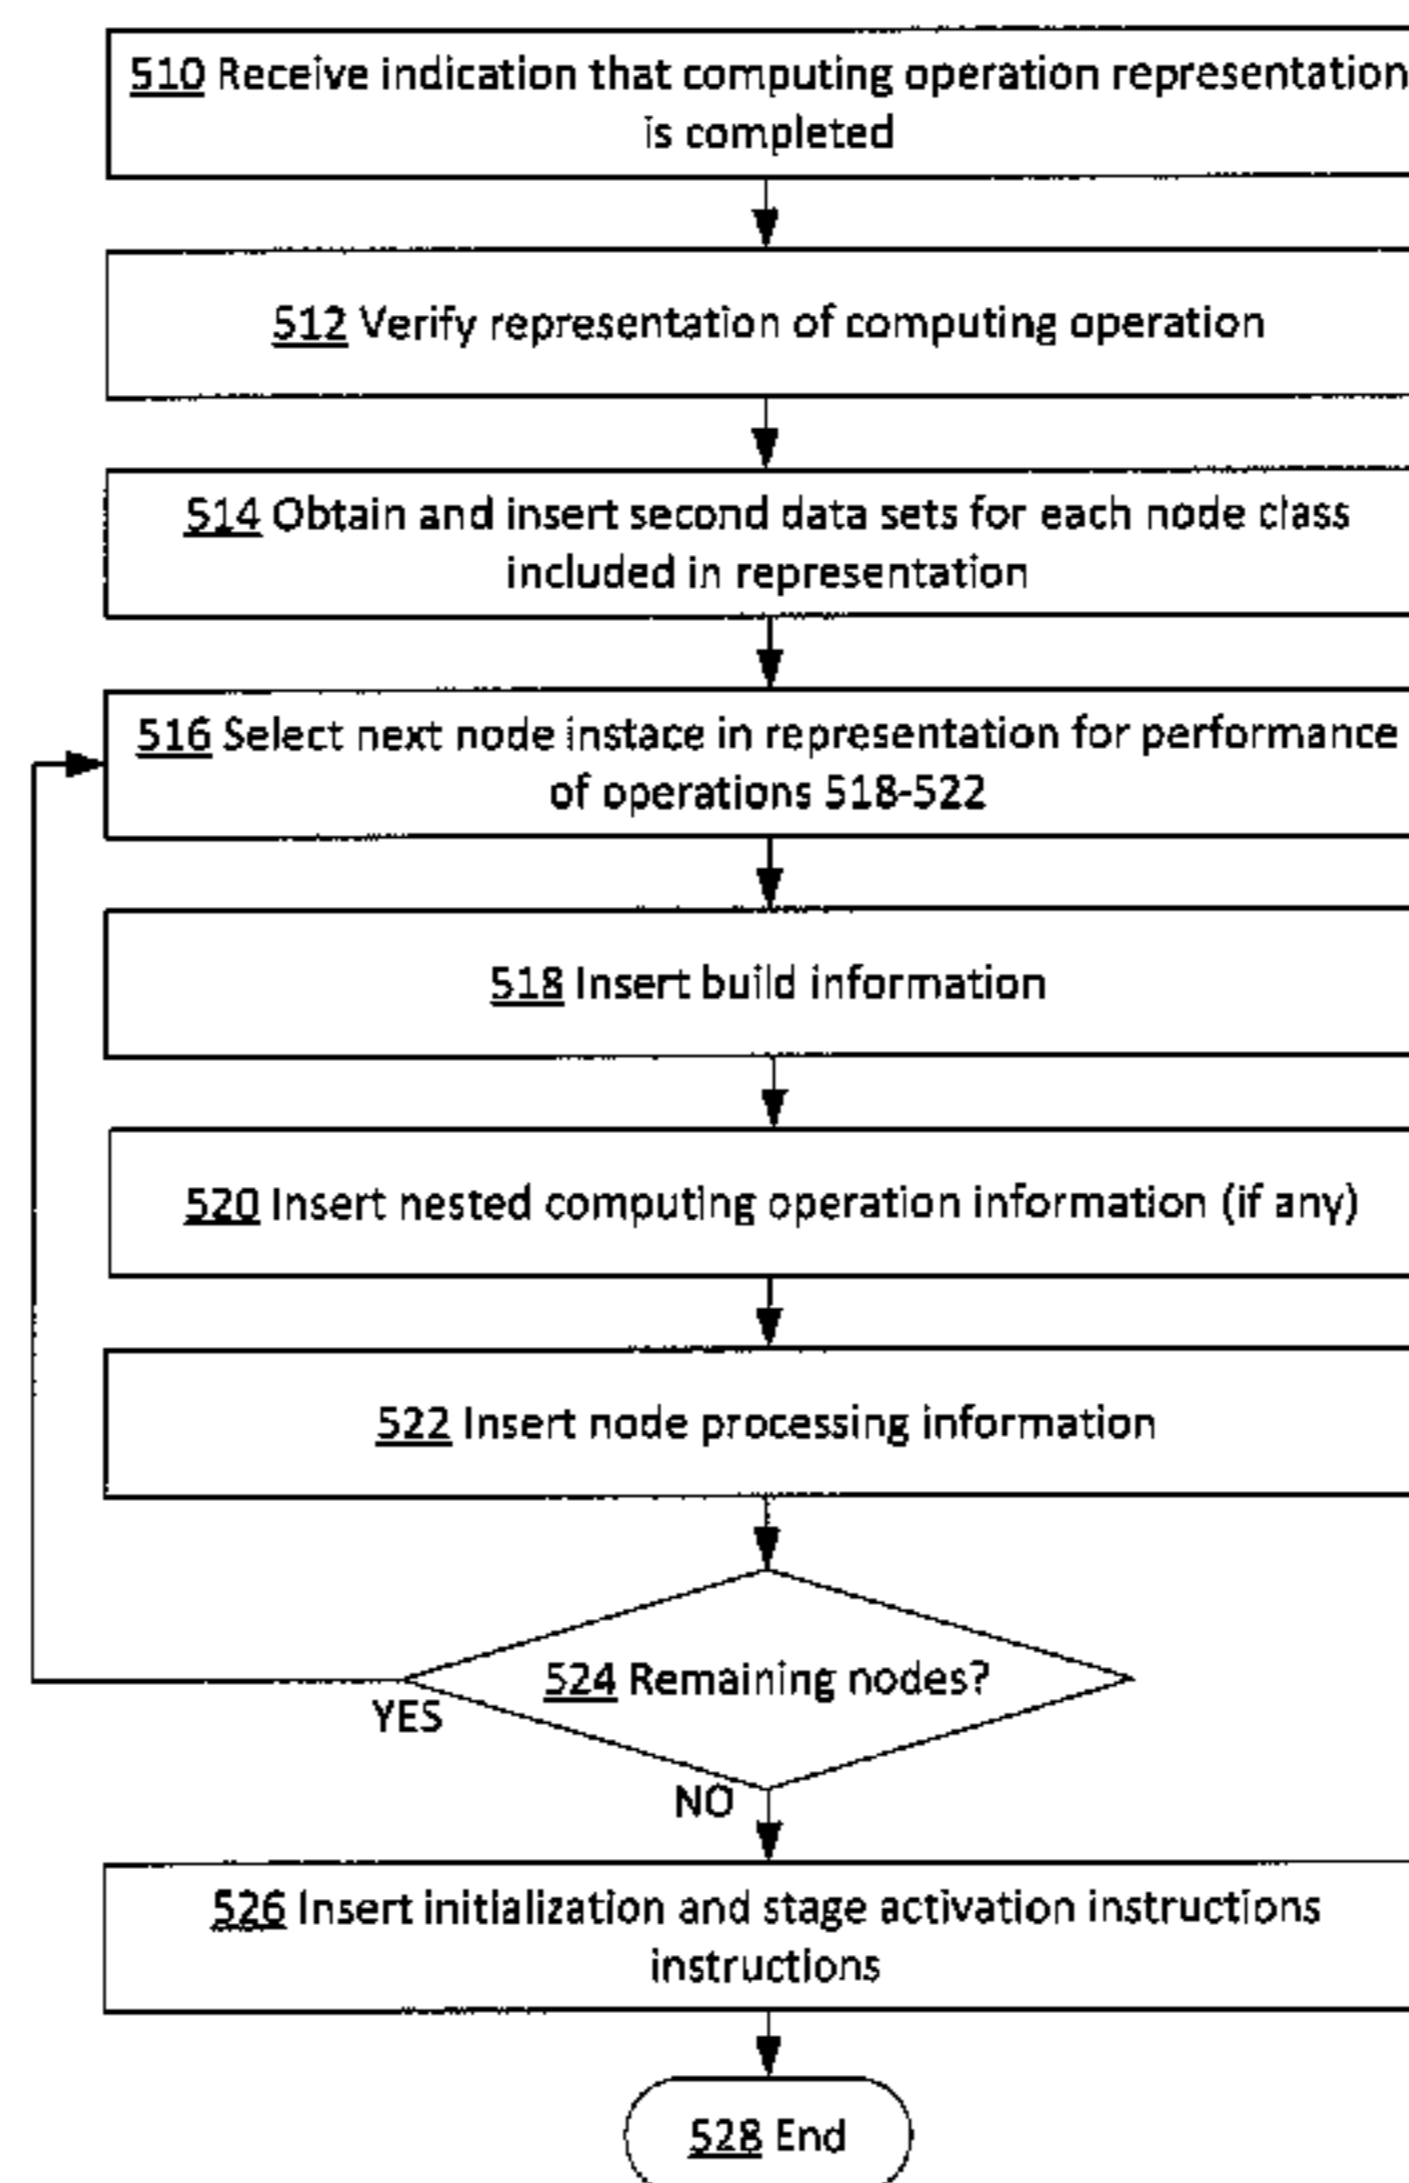 510 Receive indication that computing operation representation
is completed
512 Verify representation of computing operation
514 Obtain and insert second data sets for each node class
included in representation
516 Select next node instace in representation for performance
of operations 518-522
518 Insert build information
520 Insert nested computing operation information (if any)
522 Insert node processing information
524 Remaining nodes?
YES
NO
526 Insert initialization and stage activation instructions
instructions
528 End